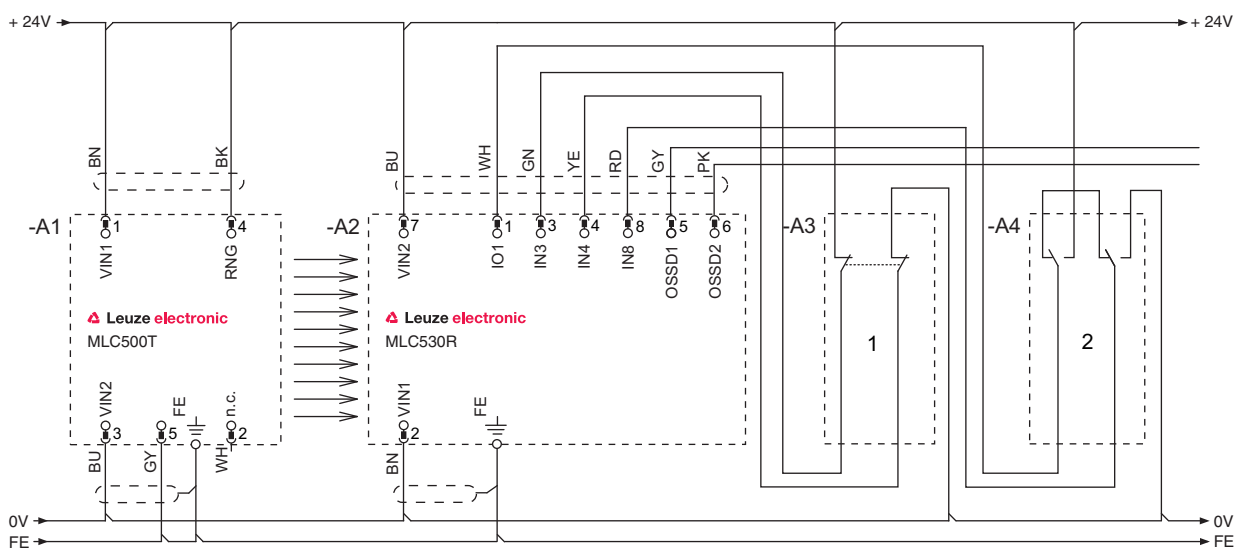 + 24V
+ 24V
BN
BK
BU
WH
GN
YE
RD
GY
PK
-A1
1
4
-A2
7
1
3
4
8
5
6
-A3
-A4
VIN1
RNG
VIN2
IO1
IN3
IN4
IN8
OSSD1
OSSD2
Leuze electronic
MLC500T
Leuze electronic
MLC530R
1
2
VIN2
FE
n.c.
VIN1
FE
3
5
2
2
BU
GY
WH
BN
0V
0V
FE
FE